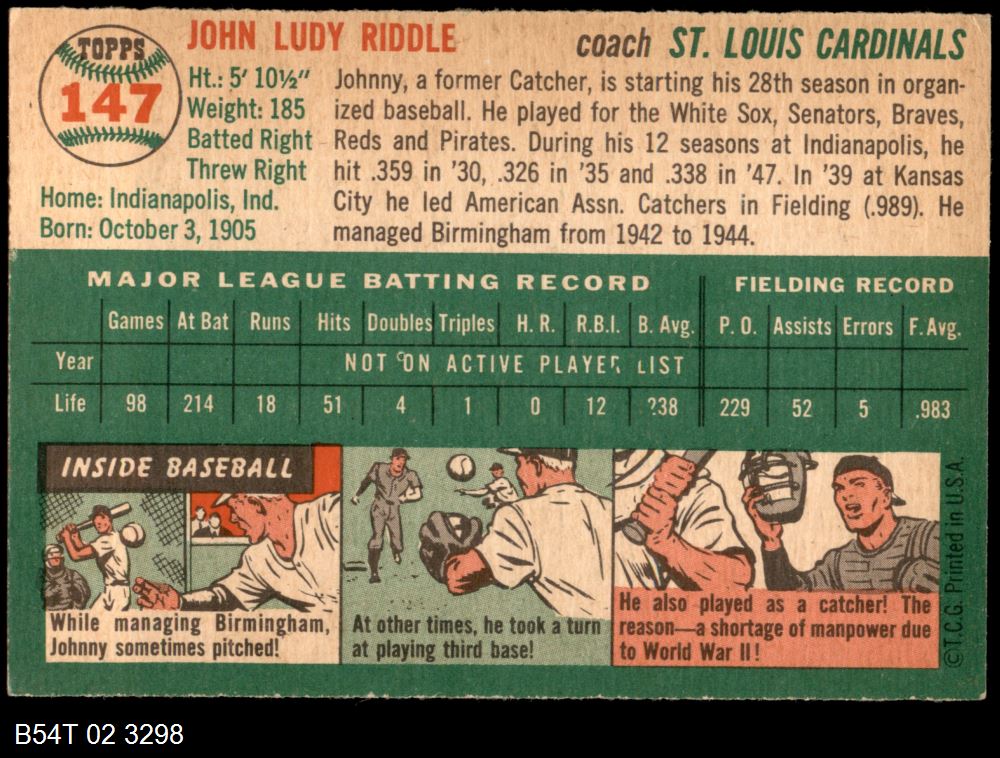 TOPPS
147
JOHN LUDY RIDDLE
coach ST. LOUIS CARDINALS
Ht.: 5' 10½"
Weight: 185
Batted Right
Threw Right
Home: Indianapolis, Ind.
Born: October 3, 1905
Johnny, a former Catcher, is starting his 28th season in organ-
ized baseball. He played for the White Sox, Senators, Braves,
Reds and Pirates. During his 12 seasons at Indianapolis, he
hit .359 in '30, .326 in '35 and .338 in '47. In '39 at Kansas
City he led American Assn. Catchers in Fielding (.989). He
managed Birmingham from 1942 to 1944.
MAJOR LEAGUE BATTING RECORD FIELDING RECORD
Games At Bat Runs Hits Doubles Triples H. R. R.B.I. B. Avg. P. O. Assists Errors F. Avg.
Year NOT ON ACTIVE PLAYER LIST
Life 98 214 18 51 4 1 0 12 .238 229 52 5 .983
INSIDE BASEBALL
While managing Birmingham,
Johnny sometimes pitched!
At other times, he took a turn
at playing third base!
He also played as a catcher! The
reason—a shortage of manpower due
to World War II!
©T.C.G. Printed in U.S.A.
B54T 02 3298